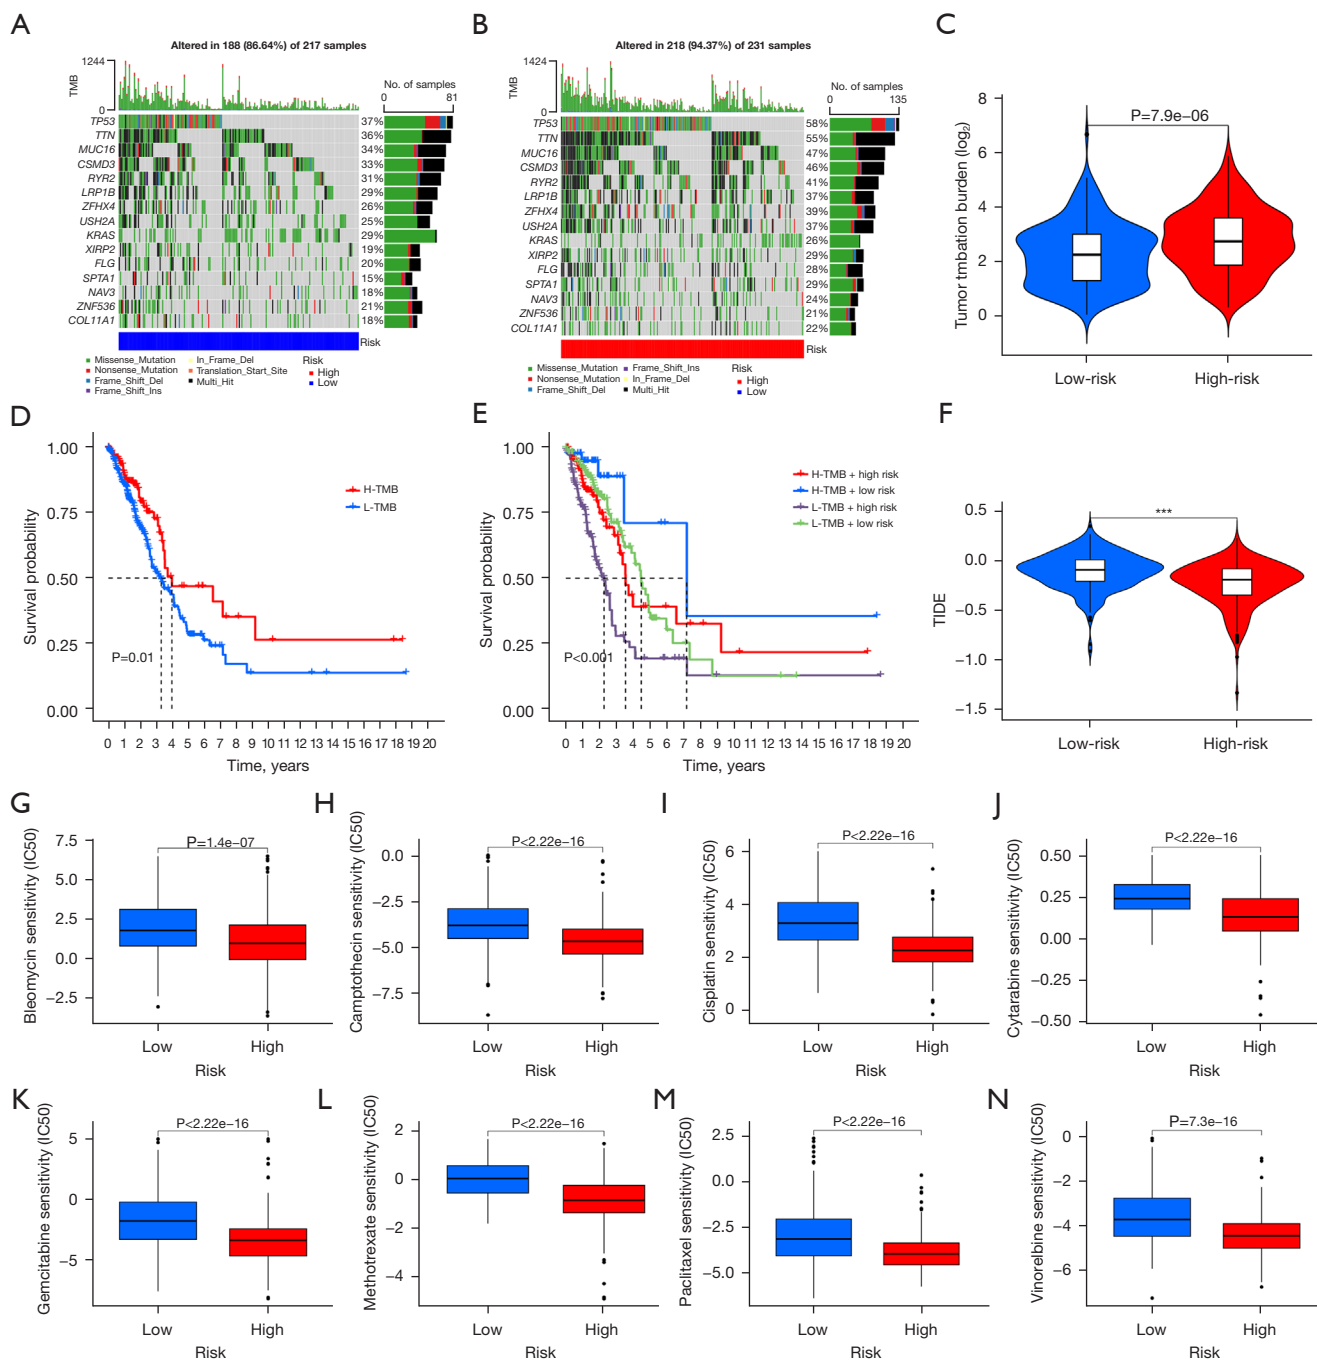 A
Altered in 188 (86.64%) of 217 samples
TMB
1244
0
No. of samples
0 81
TP53 37%
TTN 36%
MUC16 34%
CSMD3 33%
RYR2 31%
LRP1B 29%
ZFHX4 26%
USH2A 25%
KRAS 29%
XIRP2 19%
FLG 20%
SPTA1 15%
NAV3 18%
ZNF536 21%
COL11A1 18%
Risk
Missense_Mutation In_Frame_Del Risk
Nonsense_Mutation Translation_Start_Site High
Frame_Shift_Del Multi_Hit Low
Frame_Shift_Ins
B
Altered in 218 (94.37%) of 231 samples
TMB
1424
0
No. of samples
0 135
TP53 58%
TTN 55%
MUC16 47%
CSMD3 46%
RYR2 41%
LRP1B 37%
ZFHX4 39%
USH2A 37%
KRAS 26%
XIRP2 29%
FLG 28%
SPTA1 29%
NAV3 24%
ZNF536 21%
COL11A1 22%
Risk
Missense_Mutation Frame_Shift_Ins Risk
Nonsense_Mutation In_Frame_Del High
Frame_Shift_Del Multi_Hit Low
C
Tumor tmbation burden (log2)
8
6
4
2
0
P=7.9e−06
Low-risk High-risk
D
Survival probability
1.00
0.75
0.50
0.25
0.00
H-TMB
L-TMB
P=0.01
0 1 2 3 4 5 6 7 8 9 10 11 12 13 14 15 16 17 18 19 20
Time, years
E
Survival probability
1.00
0.75
0.50
0.25
0.00
H-TMB + high risk
H-TMB + low risk
L-TMB + high risk
L-TMB + low risk
P<0.001
0 1 2 3 4 5 6 7 8 9 10 11 12 13 14 15 16 17 18 19 20
Time, years
F
TIDE
0.0
−0.5
−1.0
−1.5
***
Low-risk High-risk
G
Bleomycin sensitivity (IC50)
7.5
5.0
2.5
0.0
−2.5
P=1.4e−07
Low High
Risk
H
Camptothecin sensitivity (IC50)
0.0
−2.5
−5.0
−7.5
P<2.22e−16
Low High
Risk
I
Cisplatin sensitivity (IC50)
6
4
2
0
P<2.22e−16
Low High
Risk
J
Cytarabine sensitivity (IC50)
0.50
0.25
0.00
−0.25
−0.50
P<2.22e−16
Low High
Risk
K
Gemcitabine sensitivity (IC50)
5
0
−5
P<2.22e−16
Low High
Risk
L
Methotrexate sensitivity (IC50)
2
0
−2
−4
P<2.22e−16
Low High
Risk
M
Paclitaxel sensitivity (IC50)
2.5
0.0
−2.5
−5.0
P<2.22e−16
Low High
Risk
N
Vinorelbine sensitivity (IC50)
0
−2
−4
−6
P=7.3e−16
Low High
Risk